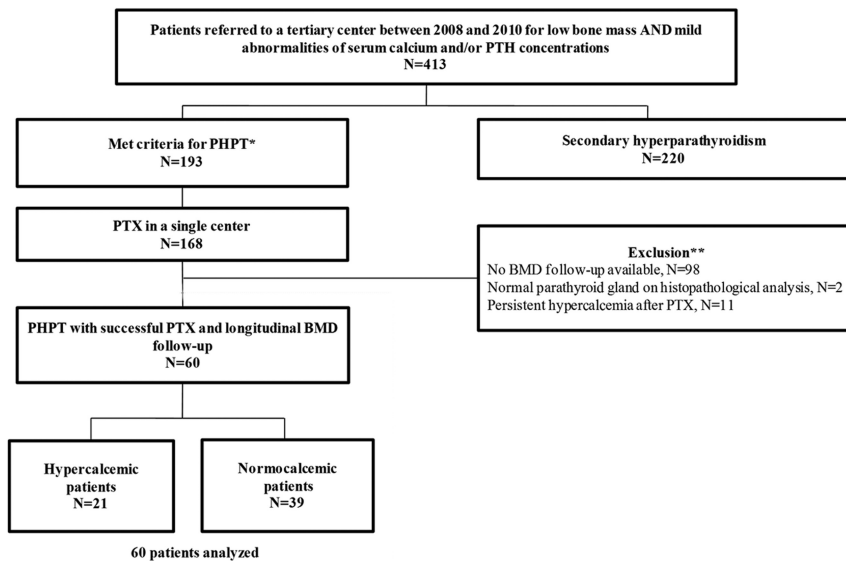 Patients referred to a tertiary center between 2008 and 2010 for low bone mass AND mild
abnormalities of serum calcium and/or PTH concentrations
N=413
Met criteria for PHPT*
N=193
Secondary hyperparathyroidism
N=220
PTX in a single center
N=168
Exclusion**
No BMD follow-up available, N=98
Normal parathyroid gland on histopathological analysis, N=2
Persistent hypercalcemia after PTX, N=11
PHPT with successful PTX and longitudinal BMD
follow-up
N=60
Hypercalcemic
patients
N=21
Normocalcemic
patients
N=39
60 patients analyzed